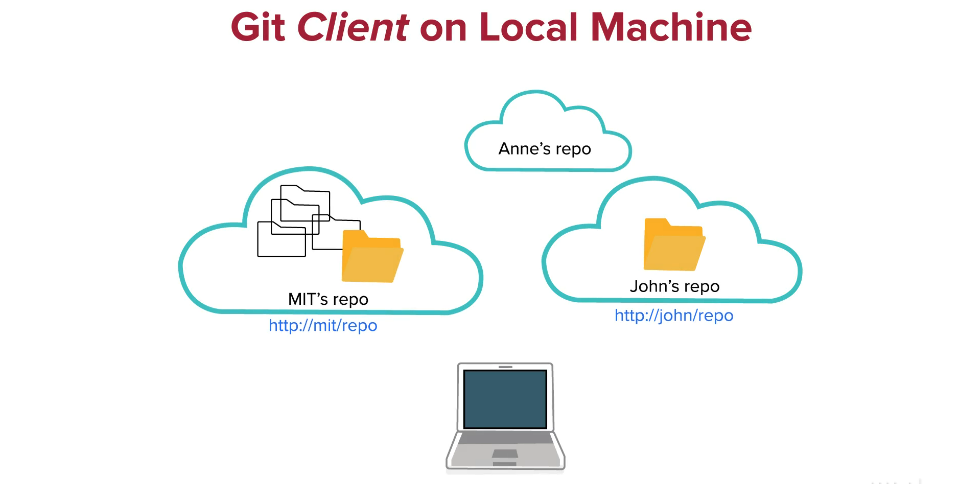 Git Client on Local Machine
Anne's repo
MIT's repo
http://mit/repo
John's repo
http://john/repo